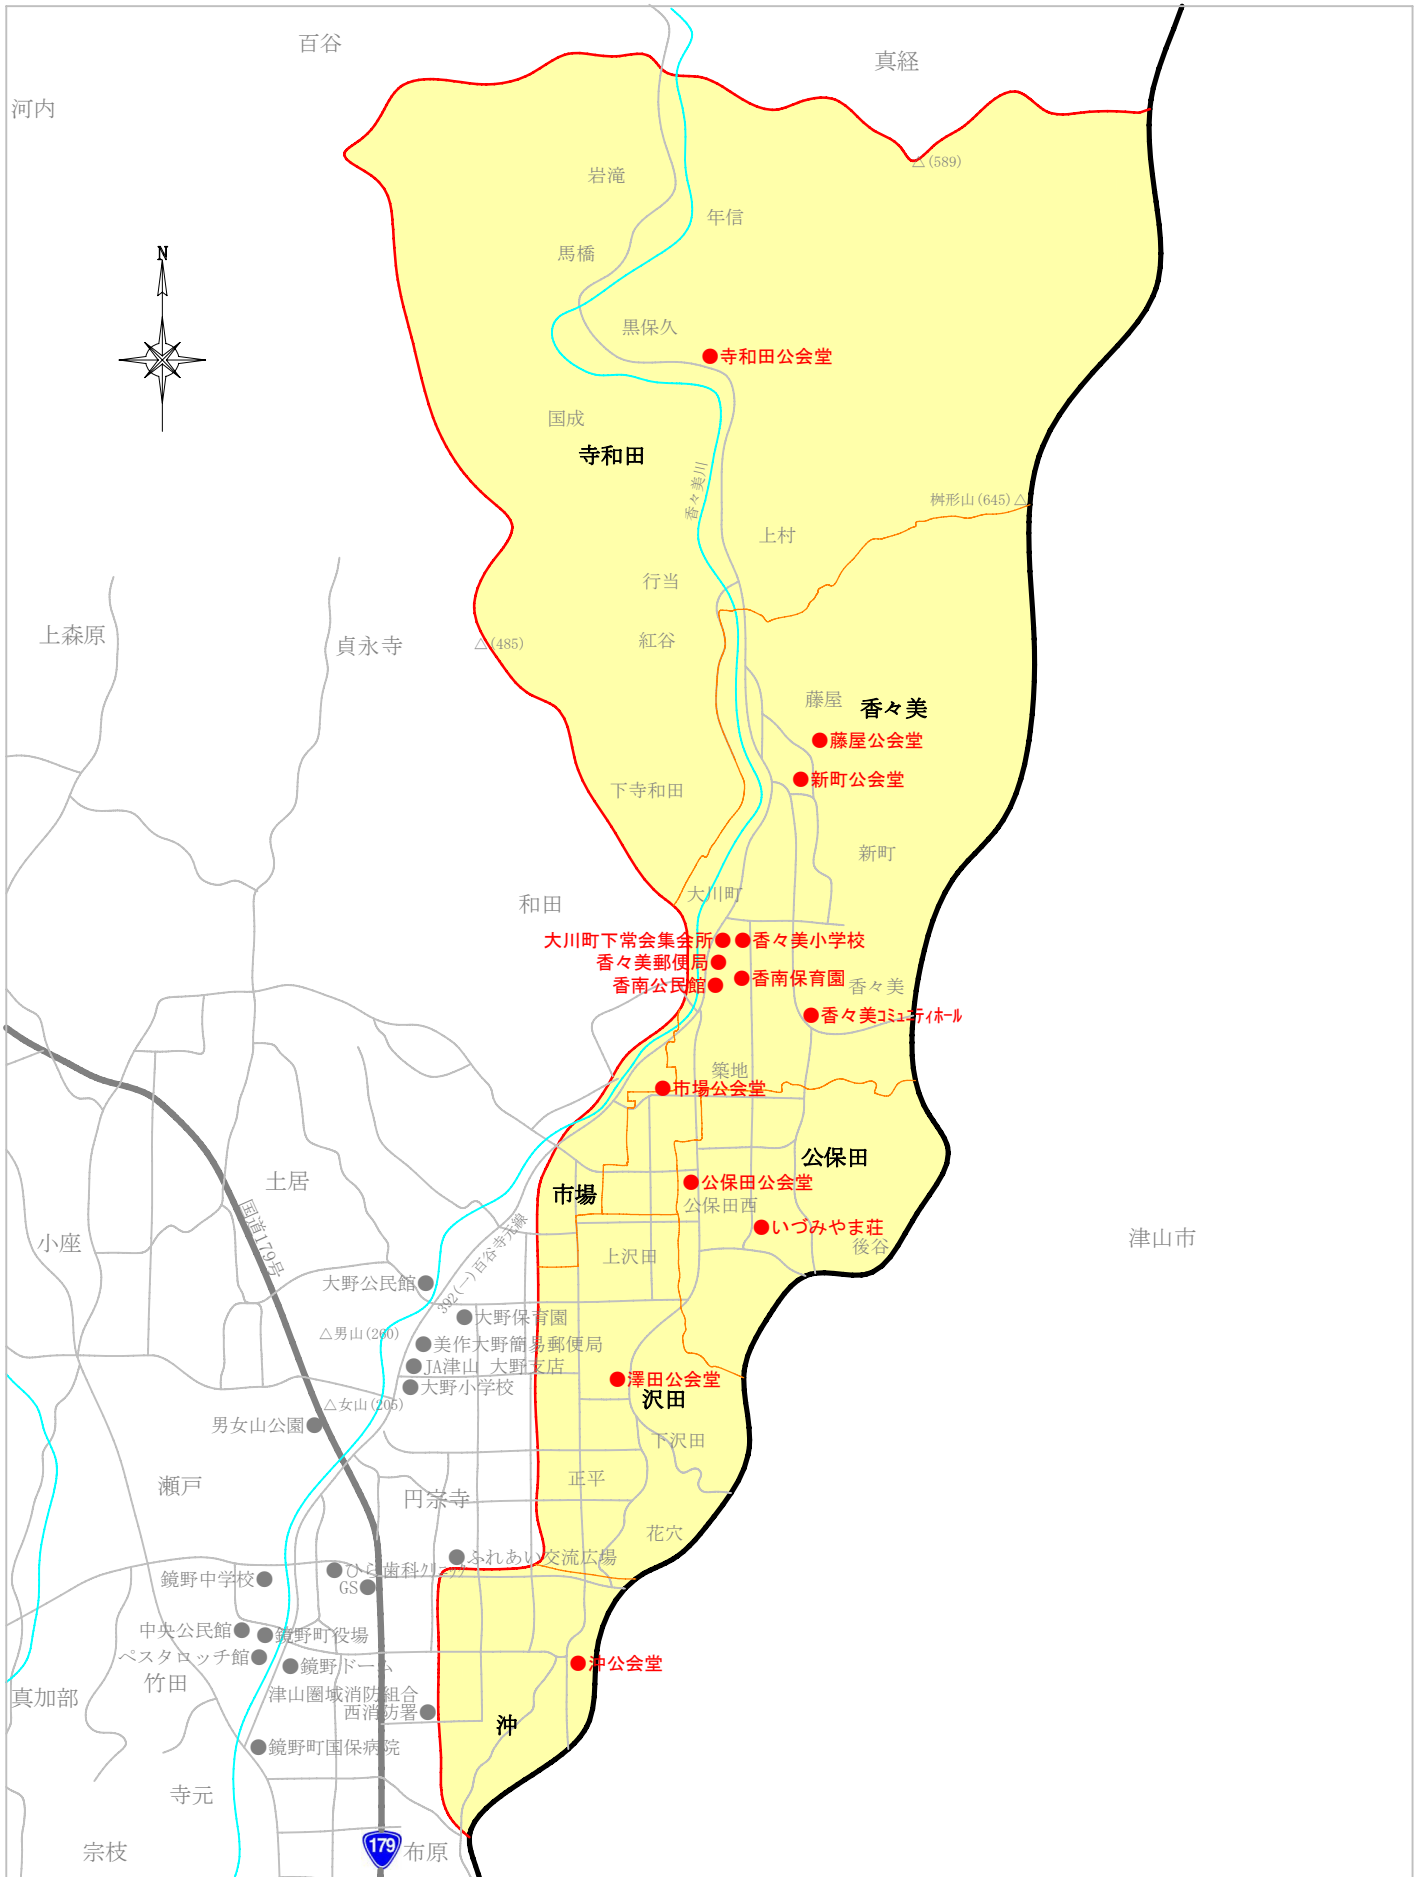 百谷
真経
河内
△(589)
岩滝
年信
馬橋
N
黒保久
寺和田公会堂
国成
寺和田
香々美川
桝形山(645)△
上村
行当
上森原
貞永寺
△(485)
紅谷
藤屋
香々美
藤屋公会堂
新町公会堂
下寺和田
新町
大川町
和田
大川町下常会集会所
香々美小学校
香々美郵便局
香南保育園
香南公民館
香々美
香々美ｺﾐｭﾆﾃｨﾎｰﾙ
築地
市場公会堂
公保田
土居
公保田公会堂
市場
公保田西
国道179号
いづみやま荘
小座
392(一)百谷寺元線
上沢田
後谷
津山市
大野公民館
大野保育園
△男山(260)
美作大野簡易郵便局
JA津山 大野支店
澤田公会堂
大野小学校
沢田
△女山(205)
男女山公園
下沢田
瀬戸
正平
円宗寺
花穴
ふれあい交流広場
ひら歯科ｸﾘﾆｯｸ
鏡野中学校
GS
中央公民館
鏡野町役場
ペスタロッチ館
鏡野ドーム
沖公会堂
竹田
真加部
津山圏域消防組合
西消防署
沖
鏡野町国保病院
寺元
179
宗枝
布原